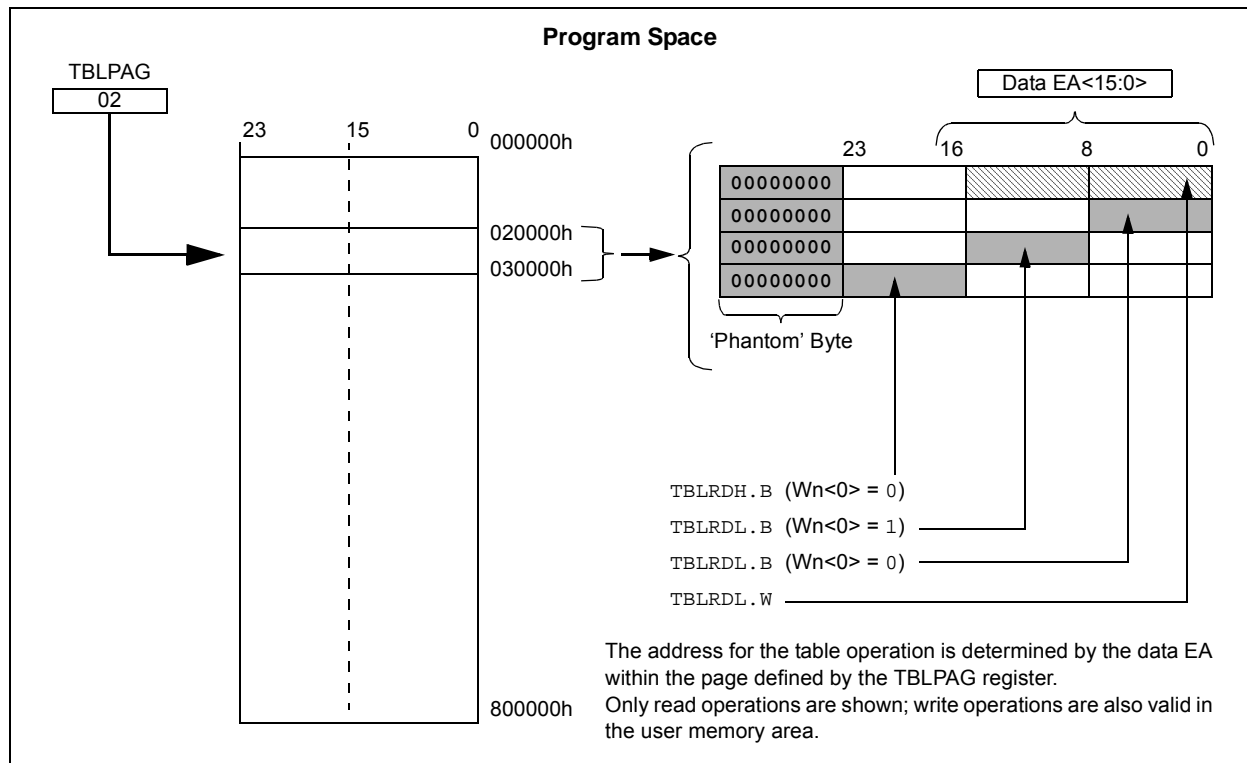 Program Space
TBLPAG
02
Data EA<15:0>
23 15 0
000000h
23 16 8 0
00000000
00000000
020000h
00000000
030000h
00000000
‘Phantom’ Byte
TBLRDH.B (Wn<0> = 0)
TBLRDL.B (Wn<0> = 1)
TBLRDL.B (Wn<0> = 0)
TBLRDL.W
The address for the table operation is determined by the data EA
within the page defined by the TBLPAG register.
Only read operations are shown; write operations are also valid in
the user memory area.
800000h